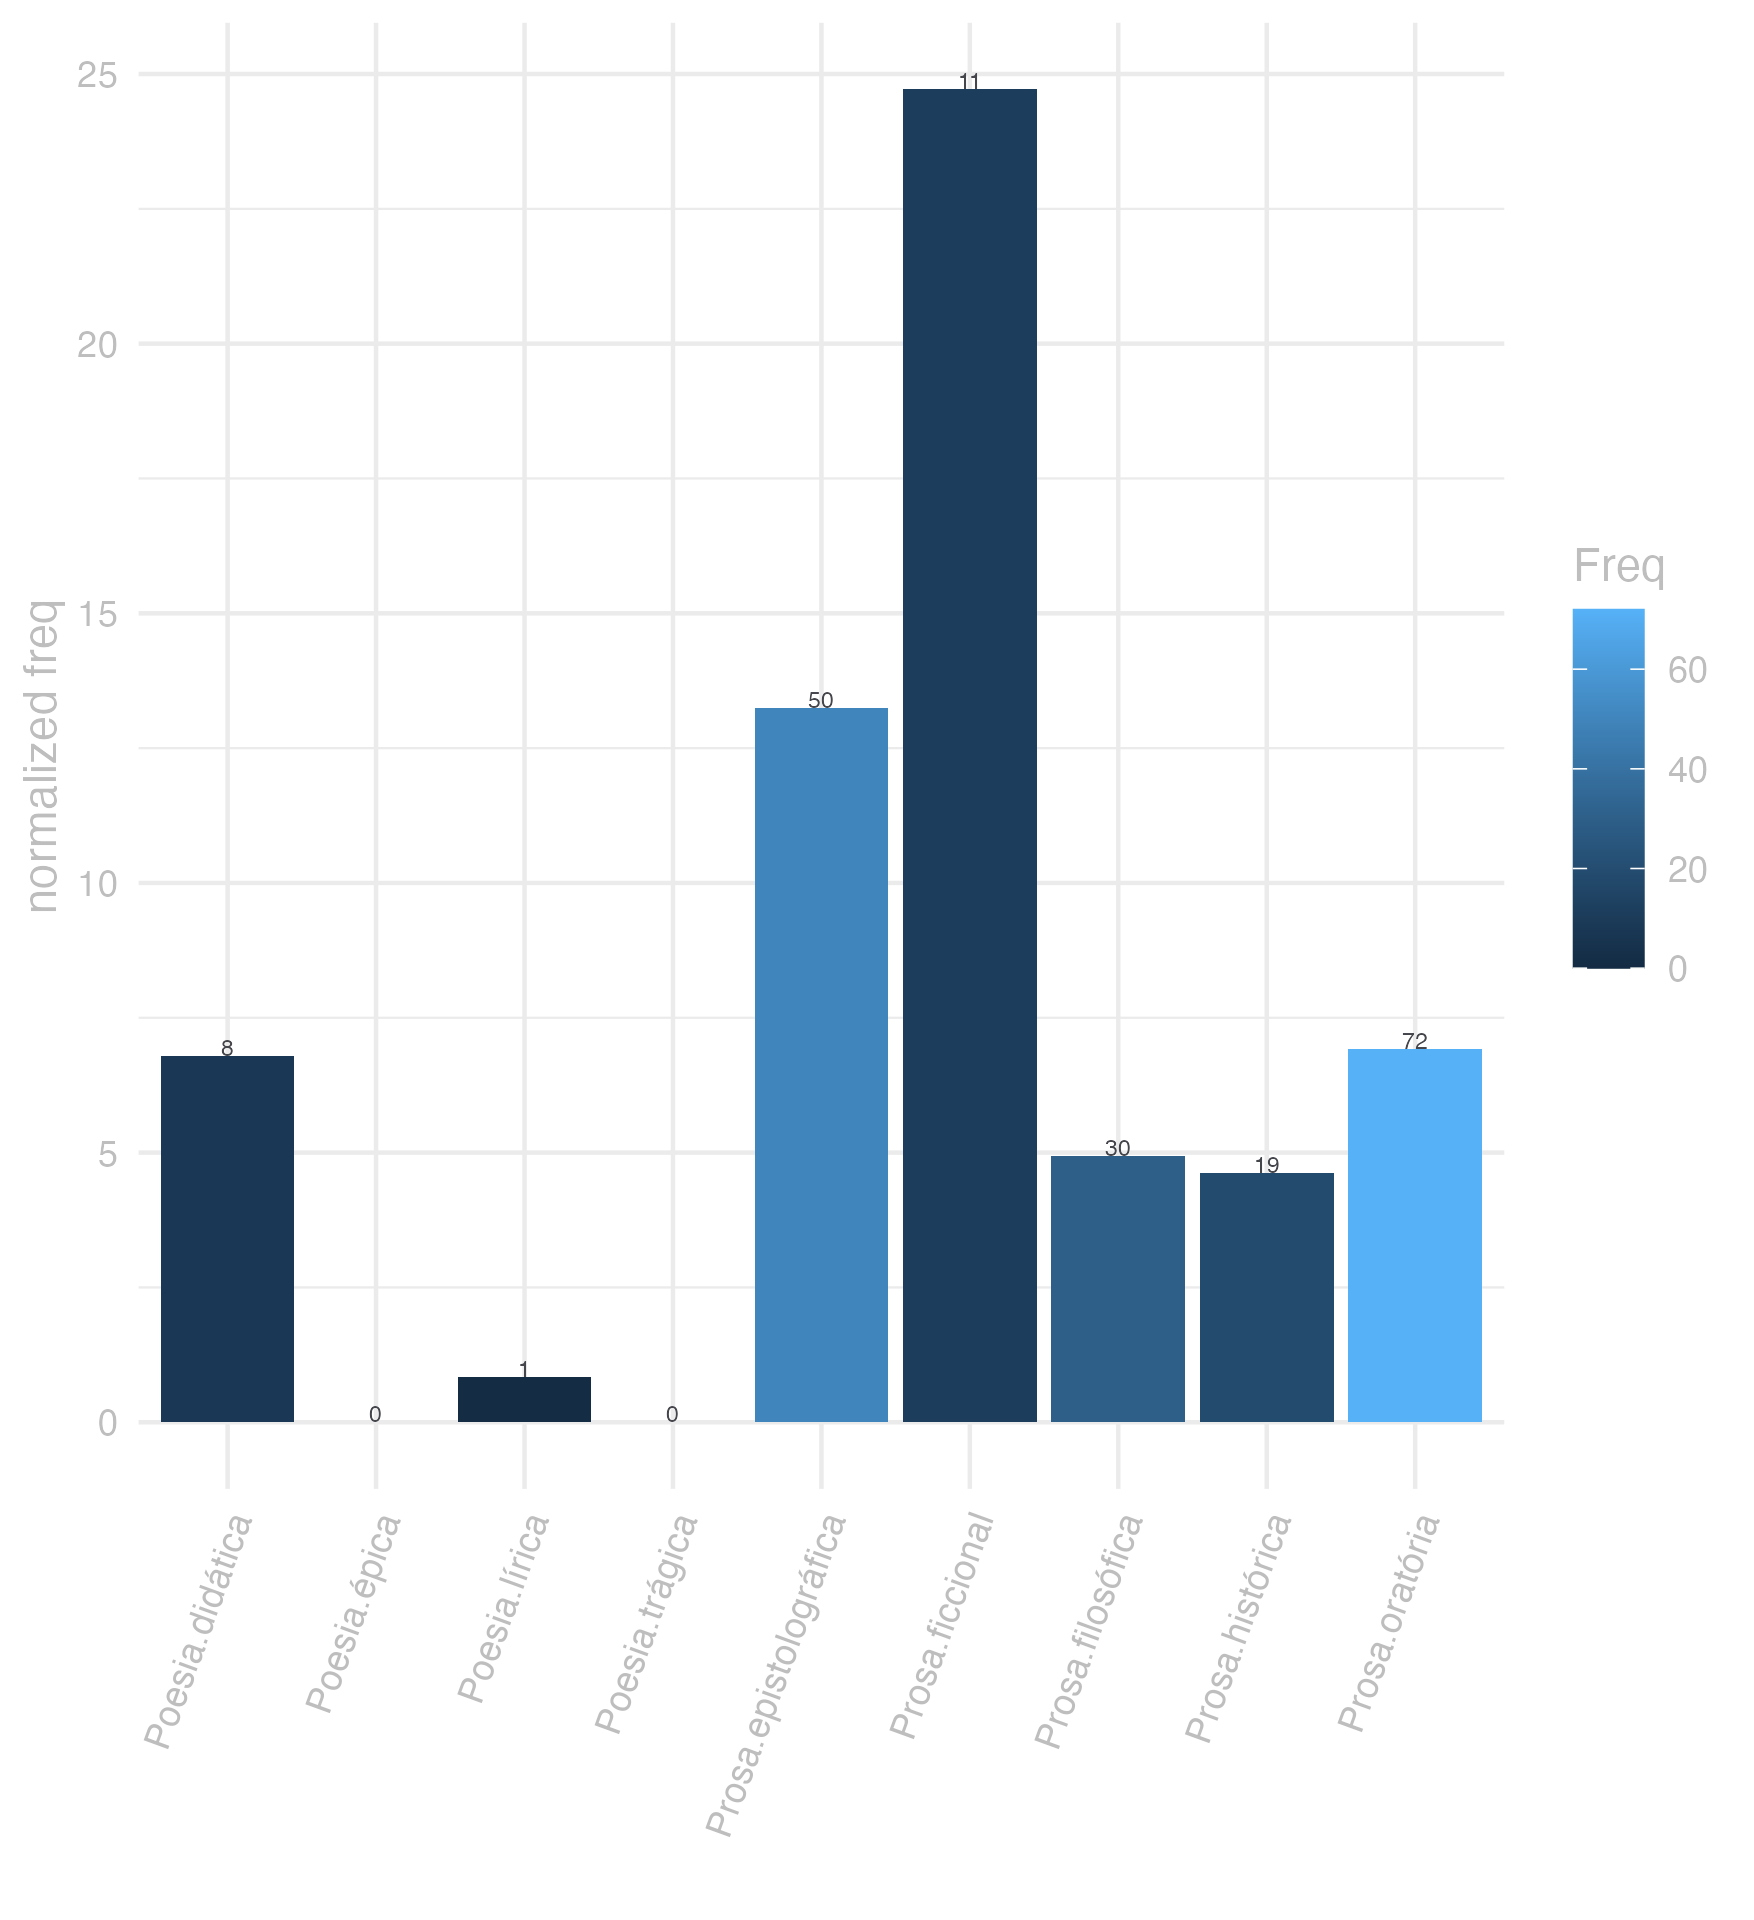 normalized freq
25
20
15
10
5
0
8
0
1
0
50
11
30
19
72
Poesia.didática
Poesia.épica
Poesia.lírica
Poesia.trágica
Prosa.epistolográfica
Prosa.ficcional
Prosa.filosófica
Prosa.histórica
Prosa.oratória
Freq
60
40
20
0